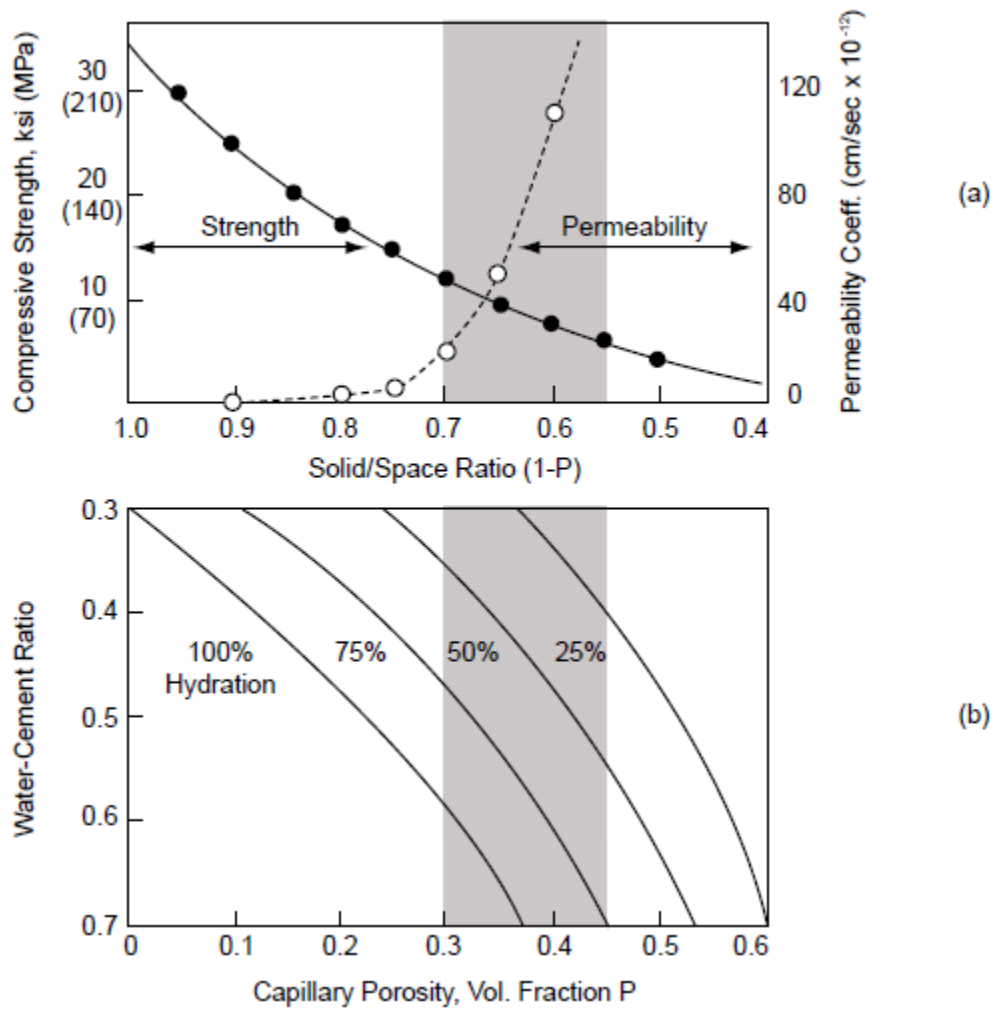 Compressive Strength, ksi (MPa)
30
(210)
20
(140)
10
(70)
Strength
Permeability
120
80
40
0
Permeability Coeff. (cm/sec x 10⁻¹²)
(a)
1.0 0.9 0.8 0.7 0.6 0.5 0.4
Solid/Space Ratio (1-P)
Water-Cement Ratio
0.3
0.4
0.5
0.6
0.7
100%
Hydration
75%
50%
25%
(b)
0 0.1 0.2 0.3 0.4 0.5 0.6
Capillary Porosity, Vol. Fraction P